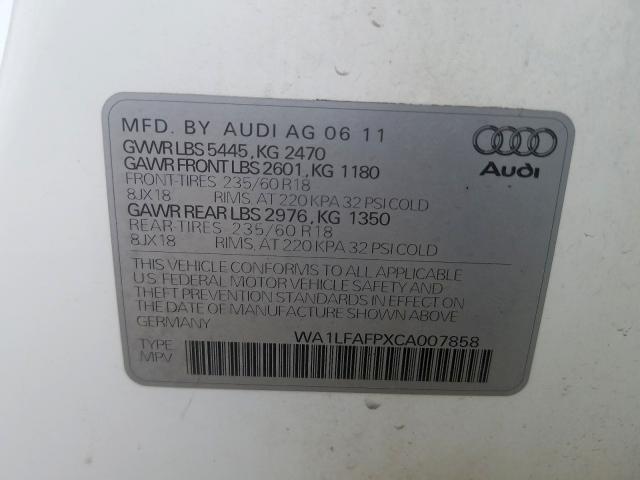 MFD. BY AUDI AG 06 11
GVWR LBS 5445, KG 2470
GAWR FRONT LBS 2601, KG 1180
FRONT-TIRES 235/60 R18
8JX18 RIMS, AT 220 KPA 32 PSI COLD
GAWR REAR LBS 2976, KG 1350
REAR-TIRES 235/60 R18
8JX18 RIMS, AT 220 KPA 32 PSI COLD
Audi
THIS VEHICLE CONFORMS TO ALL APPLICABLE
U.S. FEDERAL MOTOR VEHICLE SAFETY AND
THEFT PREVENTION STANDARDS IN EFFECT ON
THE DATE OF MANUFACTURE SHOWN ABOVE
GERMANY
WA1LFAFPXCA007858
TYPE
MPV